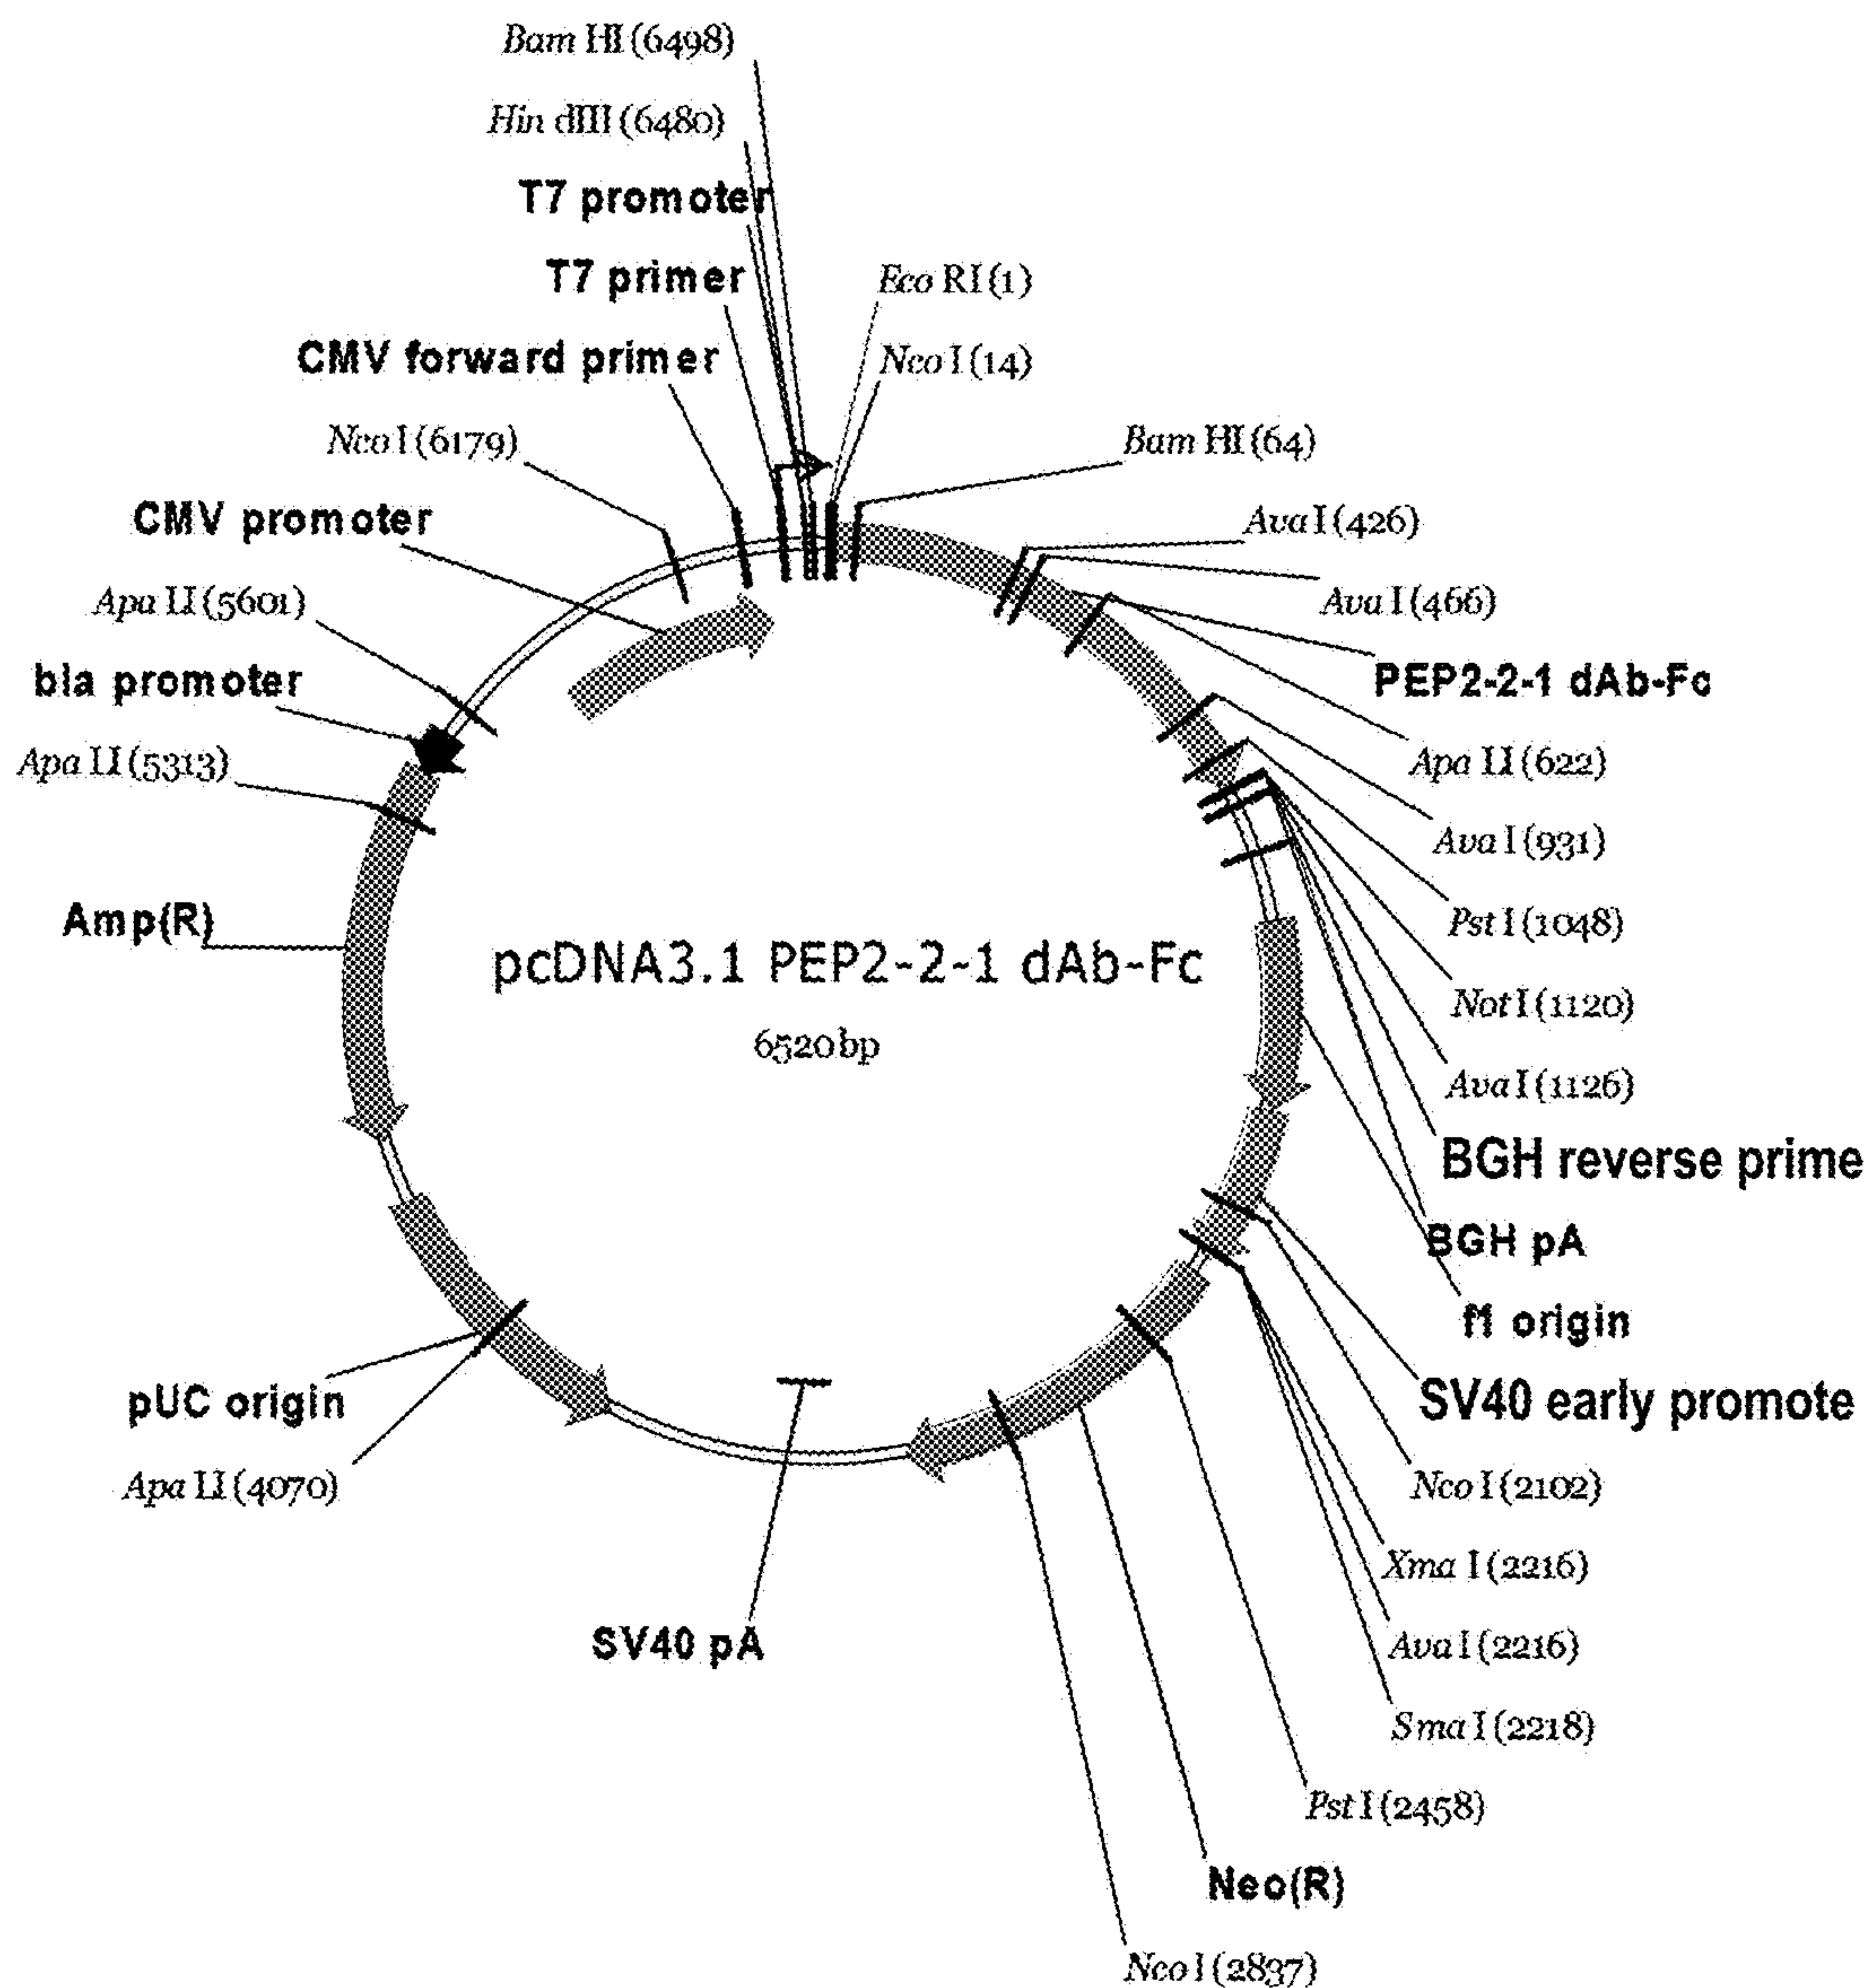 Bam HI (6498)
Hin dIII (6480)
T7 promoter
T7 primer
Eco RI (1)
CMV forward primer
Nco I (14)
Nco I (6179)
Bam HI (64)
CMV promoter
Ava I (426)
Apa LI (5601)
Ava I (466)
bla promoter
PEP2-2-1 dAb-Fc
Apa LI (5313)
Apa LI (622)
Ava I (931)
Amp(R)
Pst I (1048)
pcDNA3.1 PEP2-2-1 dAb-Fc
Not I (1120)
6520 bp
Ava I (1126)
BGH reverse prime
BGH pA
f1 origin
pUC origin
SV40 early promote
Apa LI (4070)
Nco I (2102)
Xma I (2216)
SV40 pA
Ava I (2216)
Sma I (2218)
Pst I (2458)
Neo(R)
Nco I (2837)